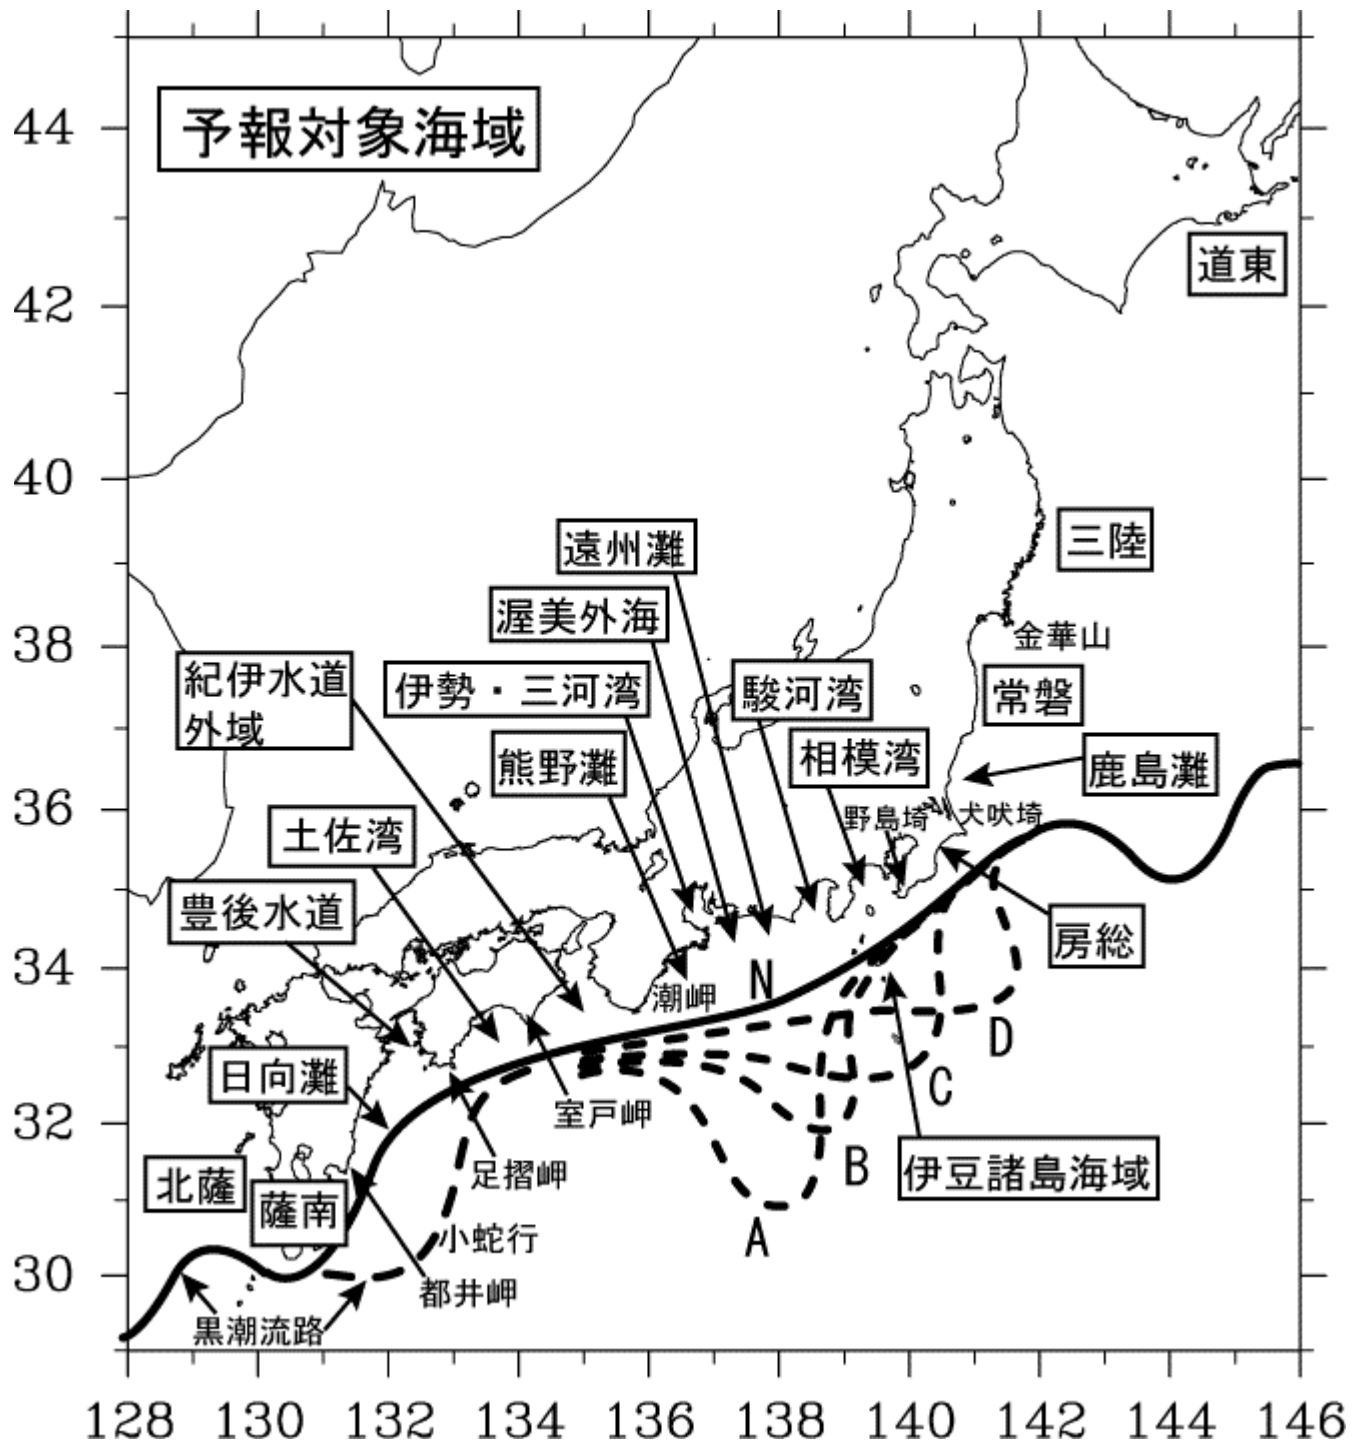 予報対象海域
44
42
40
38
36
34
32
30
道東
三陸
遠州灘
渥美外海
金華山
紀伊水道
外域
伊勢・三河湾
駿河湾
常磐
熊野灘
相模湾
鹿島灘
土佐湾
野島埼
犬吠埼
豊後水道
房総
潮岬
N
D
日向灘
C
室戸岬
B
北薩
足摺岬
伊豆諸島海域
薩南
小蛇行
A
都井岬
黒潮流路
128
130
132
134
136
138
140
142
144
146